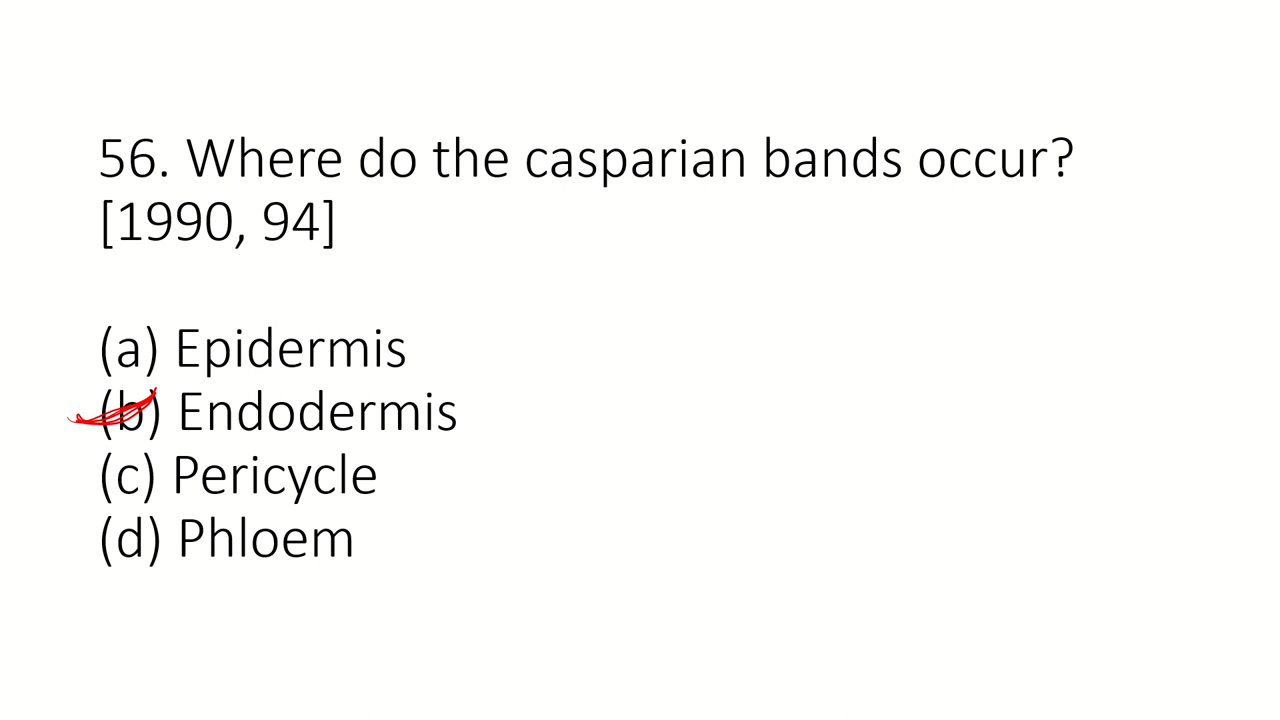 56. Where do the casparian bands occur?
[1990, 94]
(a) Epidermis
(b) Endodermis
(c) Pericycle
(d) Phloem